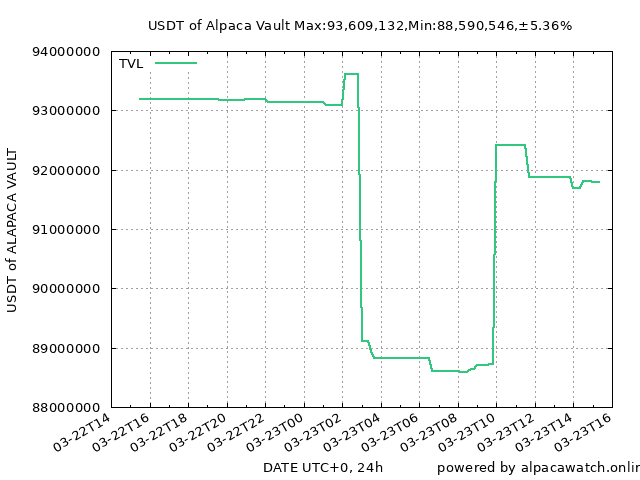 USDT of Alpaca Vault Max:93,609,132,Min:88,590,546,±5.36%
TVL
94000000
93000000
92000000
91000000
90000000
89000000
88000000
USDT of ALAPACA VAULT
03-22T14
03-22T16
03-22T18
03-22T20
03-22T22
03-23T00
03-23T02
03-23T04
03-23T06
03-23T08
03-23T10
03-23T12
03-23T14
03-23T16
DATE UTC+0, 24h
powered by alpacawatch.onlin